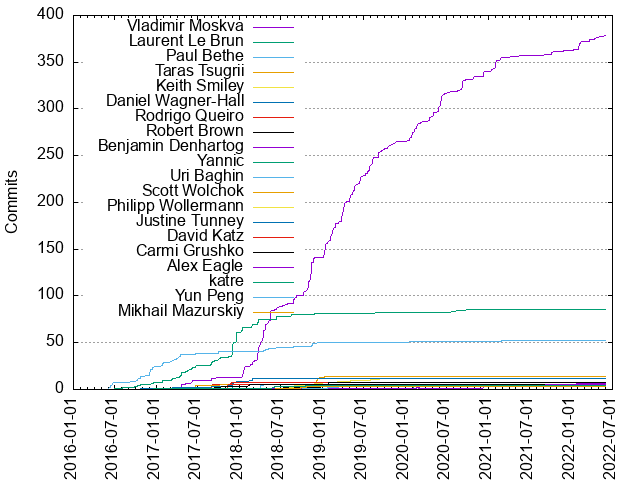 400
350
300
250
200
150
100
50
0
Commits
Vladimir Moskva
Laurent Le Brun
Paul Bethe
Taras Tsugrii
Keith Smiley
Daniel Wagner-Hall
Rodrigo Queiro
Robert Brown
Benjamin Denhartog
Yannic
Uri Baghin
Scott Wolchok
Philipp Wollermann
Justine Tunney
David Katz
Carmi Grushko
Alex Eagle
katre
Yun Peng
Mikhail Mazurskiy
2016-01-01
2016-07-01
2017-01-01
2017-07-01
2018-01-01
2018-07-01
2019-01-01
2019-07-01
2020-01-01
2020-07-01
2021-01-01
2021-07-01
2022-01-01
2022-07-01